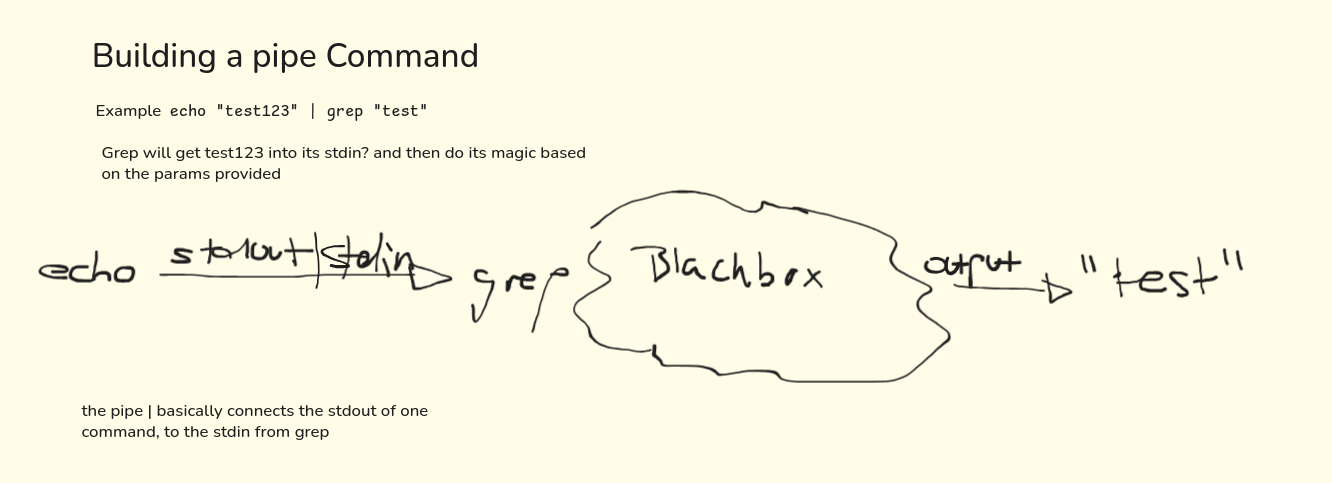 Building a pipe Command
Example echo "test123" | grep "test"
Grep will get test123 into its stdin? and then do its magic based
on the params provided
echo stdout|stdin grep Blackbox output "test"
the pipe | basically connects the stdout of one
command, to the stdin from grep